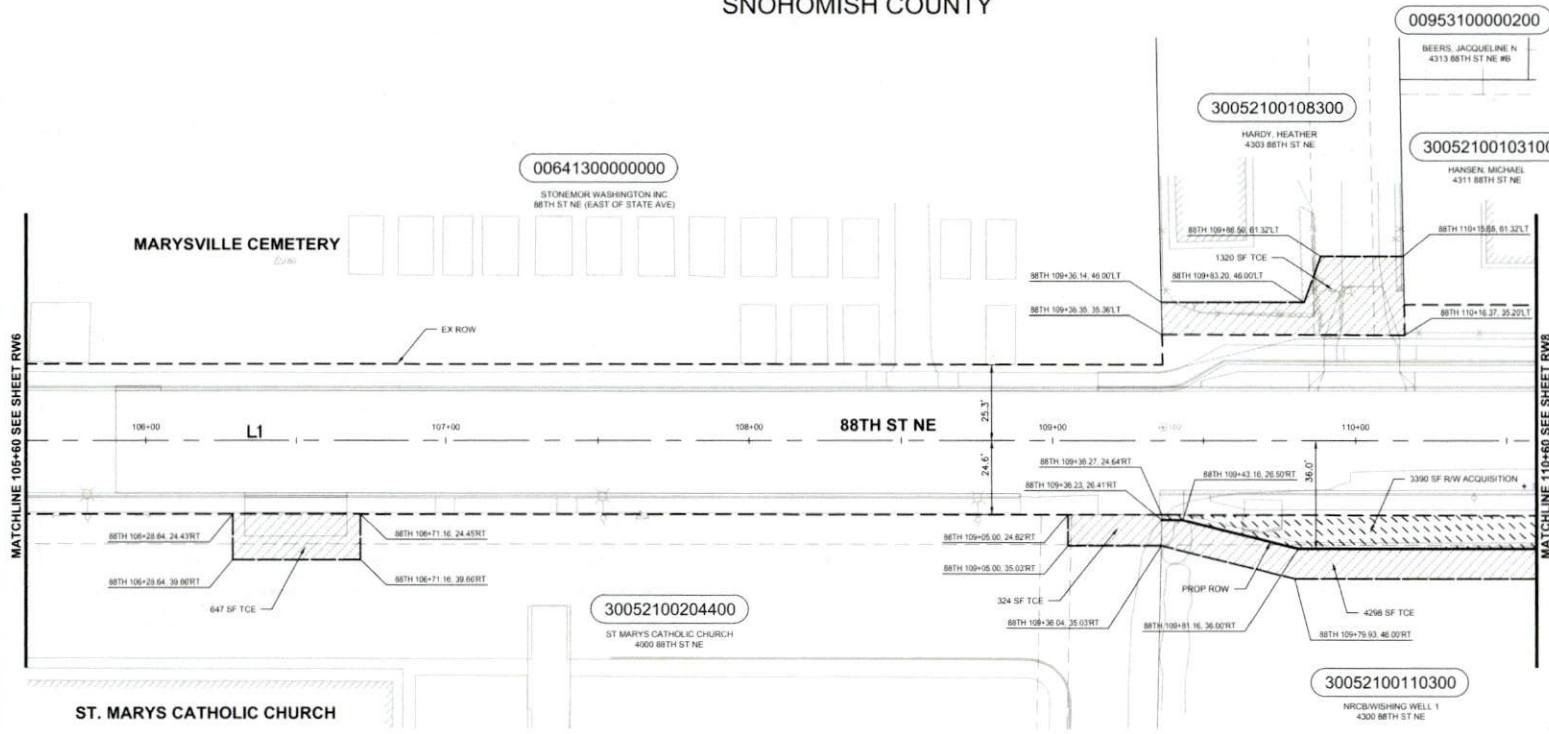 SNOHOMISH COUNTY
00953100000200
BEERS, JACQUELINE N
4313 88TH ST NE #B
30052100108300
HARDY, HEATHER
4303 88TH ST NE
30052100103100
HANSEN, MICHAEL
4311 88TH ST NE
00641300000000
STONEMOR WASHINGTON INC
88TH ST NE (EAST OF STATE AVE)
MARYSVILLE CEMETERY
88TH 109+88.50, 61.32'LT
88TH 110+15.85, 61.32'LT
1320 SF TCE
88TH 109+36.14, 46.00'LT
88TH 109+83.20, 46.00'LT
88TH 109+36.35, 35.36'LT
88TH 110+16.37, 35.20'LT
EX ROW
MATCHLINE 105+60 SEE SHEET RW6
MATCHLINE 110+60 SEE SHEET RW8
25.3'
106+00
L1
107+00
108+00
88TH ST NE
109+00
110+00
24.6'
36.0'
88TH 109+36.27, 24.64'RT
88TH 109+43.16, 26.50'RT
3390 SF R/W ACQUISITION
88TH 109+36.23, 26.41'RT
88TH 106+28.64, 24.43'RT
88TH 106+71.16, 24.45'RT
88TH 109+05.00, 24.62'RT
88TH 106+28.64, 39.66'RT
88TH 106+71.16, 39.66'RT
88TH 109+05.00, 35.03'RT
647 SF TCE
324 SF TCE
PROP ROW
4298 SF TCE
30052100204400
ST MARYS CATHOLIC CHURCH
4000 88TH ST NE
88TH 109+36.04, 35.03'RT
88TH 109+81.16, 36.00'RT
88TH 109+79.93, 46.00'RT
30052100110300
NRCB/WISHING WELL 1
4300 88TH ST NE
ST. MARYS CATHOLIC CHURCH